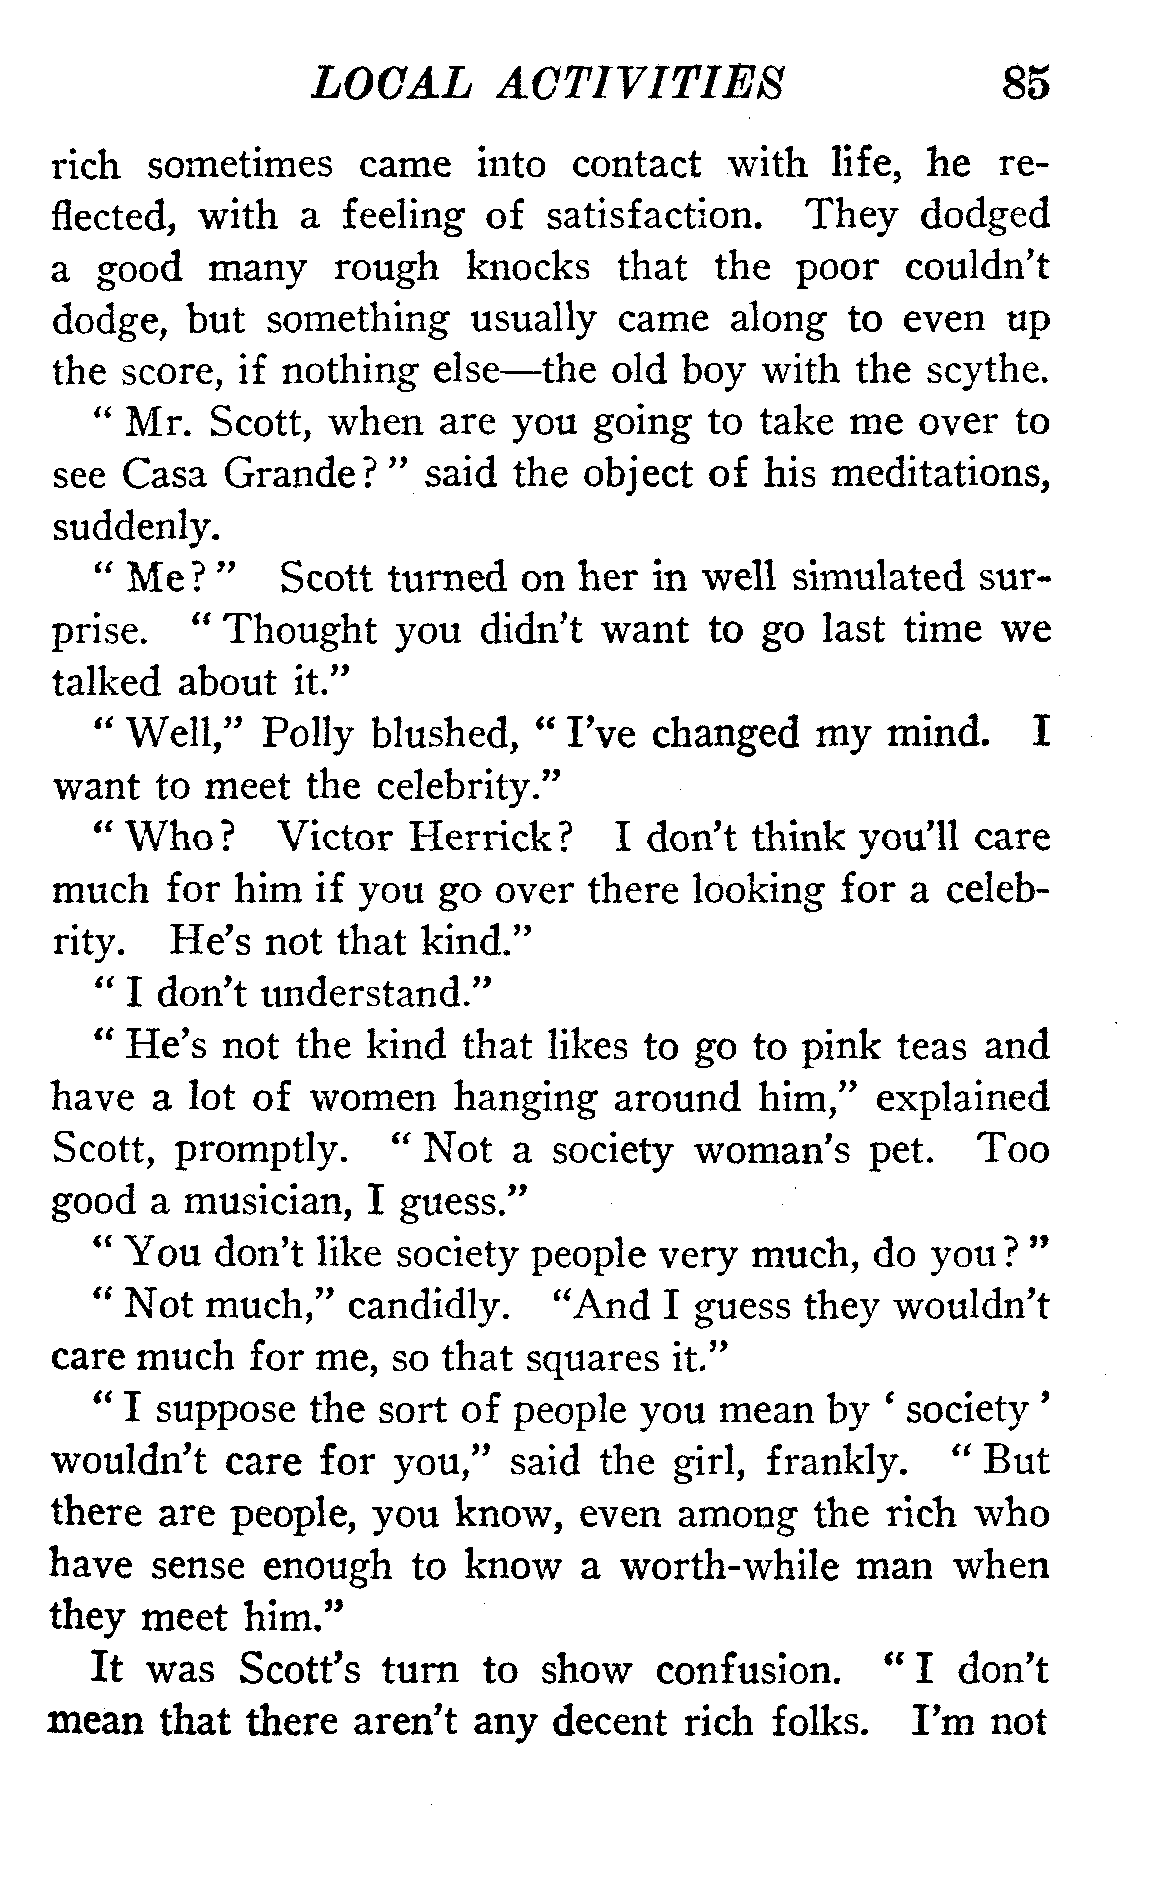 LOCAL ACTIVITIES 85
rich sometimes came into contact with life, he re-
flected, with a feeling of satisfaction. They dodged
a good many rough knocks that the poor couldn't
dodge, but something usually came along to even up
the score, if nothing else—the old boy with the scythe.
" Mr. Scott, when are you going to take me over to
see Casa Grande? " said the object of his meditations,
suddenly.
" Me? " Scott turned on her in well simulated sur-
prise. " Thought you didn't want to go last time we
talked about it."
" Well," Polly blushed, " I've changed my mind. I
want to meet the celebrity."
" Who? Victor Herrick? I don't think you'll care
much for him if you go over there looking for a celeb-
rity. He's not that kind."
" I don't understand."
" He's not the kind that likes to go to pink teas and
have a lot of women hanging around him," explained
Scott, promptly. " Not a society woman's pet. Too
good a musician, I guess."
" You don't like society people very much, do you? "
" Not much," candidly. "And I guess they wouldn't
care much for me, so that squares it."
" I suppose the sort of people you mean by ' society '
wouldn't care for you," said the girl, frankly. " But
there are people, you know, even among the rich who
have sense enough to know a worth-while man when
they meet him."
It was Scott's turn to show confusion. " I don't
mean that there aren't any decent rich folks. I'm not